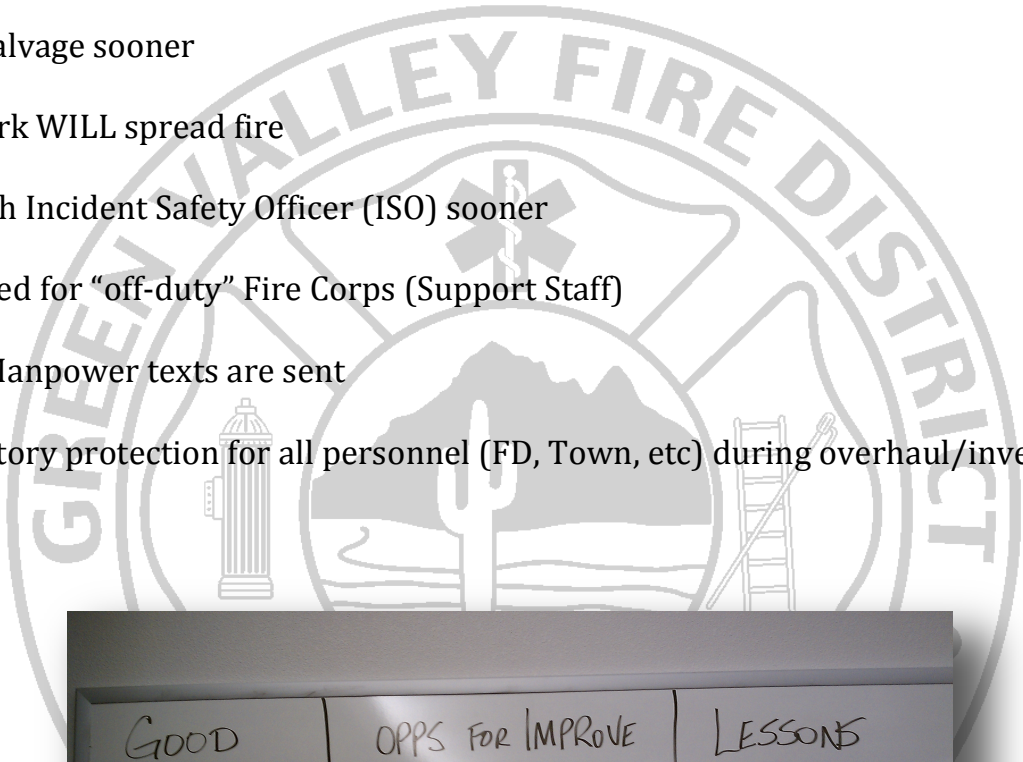 alvage sooner
rk WILL spread fire
h Incident Safety Officer (ISO) sooner
ed for “off-duty” Fire Corps (Support Staff)
Manpower texts are sent
tory protection for all personnel (FD, Town, etc) during overhaul/inve
GREEN VALLEY FIRE DISTRICT
GOOD
OPPS FOR IMPROVE
LESSONS